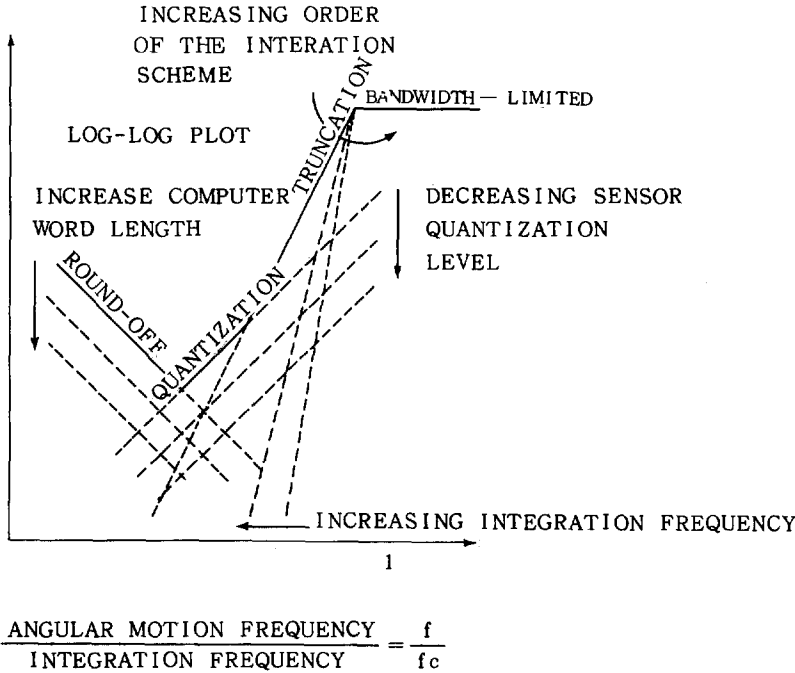 INCREASING ORDER
OF THE INTERATION
SCHEME
TRUNCATION
BANDWIDTH — LIMITED
LOG-LOG PLOT
INCREASE COMPUTER
WORD LENGTH
DECREASING SENSOR
QUANTIZATION
LEVEL
ROUND-OFF
QUANTIZATION
INCREASING INTEGRATION FREQUENCY
1
ANGULAR MOTION FREQUENCY
INTEGRATION FREQUENCY
= f
fc